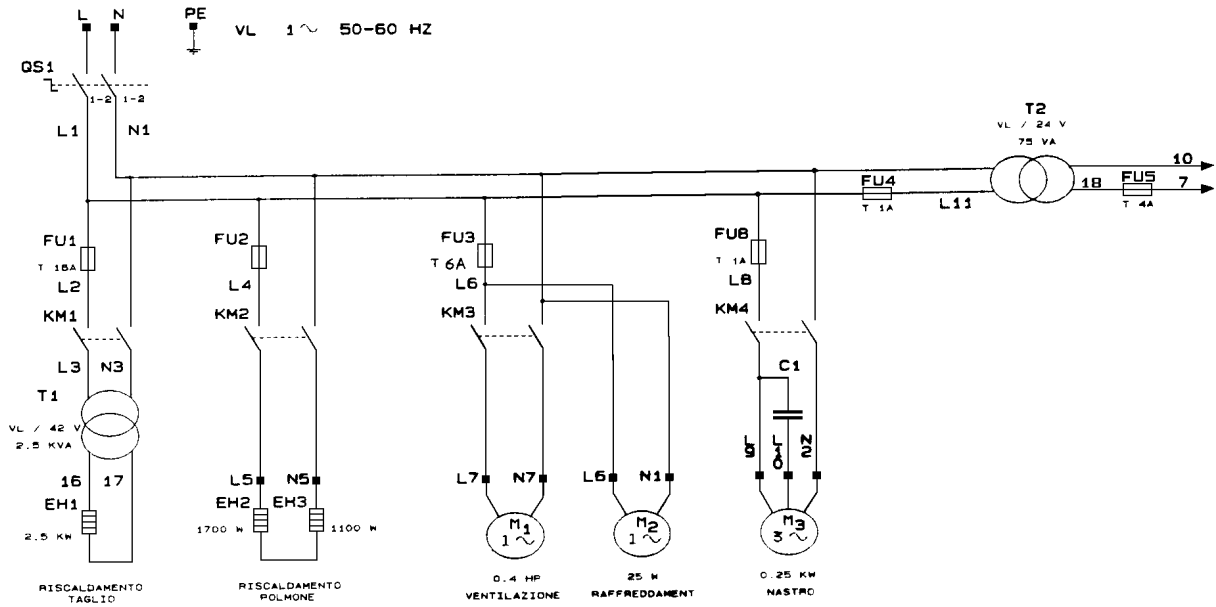 L N PE
VL 1~ 50-60 HZ
QS1
1-2 1-2
L1 N1
T2
VL / 24 V
75 VA
10
FU4
T 1A
L11
18
FU5
T 4A
7
FU1
T 16A
L2
FU2
L4
FU3
T 6A
L6
FU8
T 1A
L8
KM1
KM2
KM3
KM4
L3 N3
C1
T1
VL / 42 V
2.5 KVA
L9 L10 N2
16 17
L5 N5
L7 N7
L6 N1
EH1
2.5 KW
EH2
1700 W
EH3
1100 W
M1
1~
M2
1~
M3
3~
RISCALDAMENTO
TAGLIO
RISCALDAMENTO
POLMONE
0.4 HP
VENTILAZIONE
25 W
RAFFREDDAMENT
0.25 KW
NASTRO